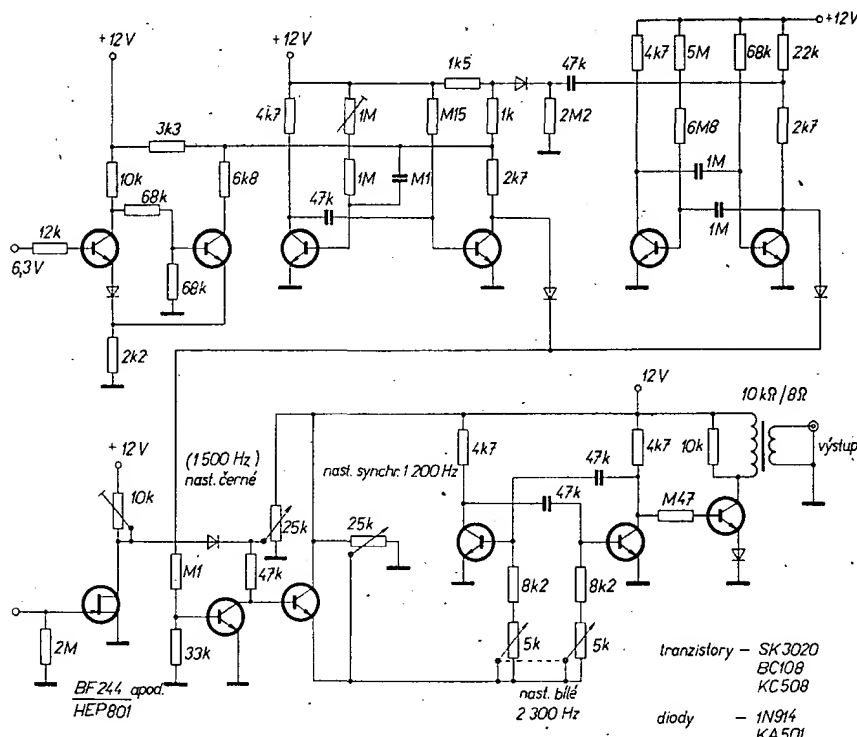 +12V
+12V
+12V
1k5
47k
4k7
5M
68k
22k
4k7
1M
M15
1k
2M2
3k3
6M8
2k7
10k
6k8
1M
M1
2k7
1M
68k
47k
12k
6,3V
68k
1M
2k2
12V
10kΩ/8Ω
+12V
(1500 Hz)
nast. černé
4k7
4k7
10k
výstup
10k
nast. synchr. 1 200 Hz
47k
47k
M47
25k
25k
M1
47k
8k2
8k2
2M
33k
5k
5k
BF244 apod.
HEP801
nast. bílé
2 300 Hz
tranzistory – SK3020
BC108
KC508
diody – 1N914
KA501